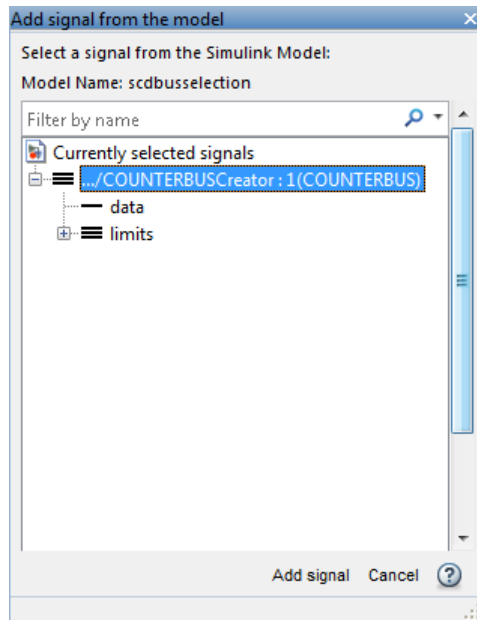 Add signal from the model
Select a signal from the Simulink Model:
Model Name: scdbusselection
Filter by name
Currently selected signals
.../COUNTERBUSCreator : 1(COUNTERBUS)
data
limits
Add signal Cancel ?